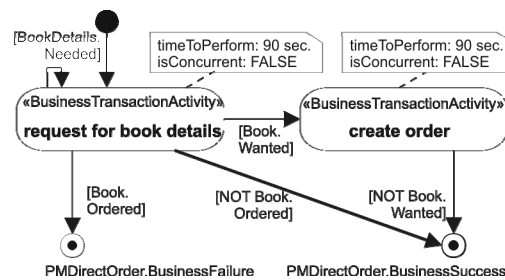 [BookDetails.
Needed]
timeToPerform: 90 sec.
isConcurrent: FALSE
timeToPerform: 90 sec.
isConcurrent: FALSE
«BusinessTransactionActivity»
request for book details
«BusinessTransactionActivity»
create order
[Book.
Wanted]
[Book.
Ordered]
[NOT Book.
Ordered]
[NOT Book.
Wanted]
PMDirectOrder.BusinessFailure
PMDirectOrder.BusinessSuccess